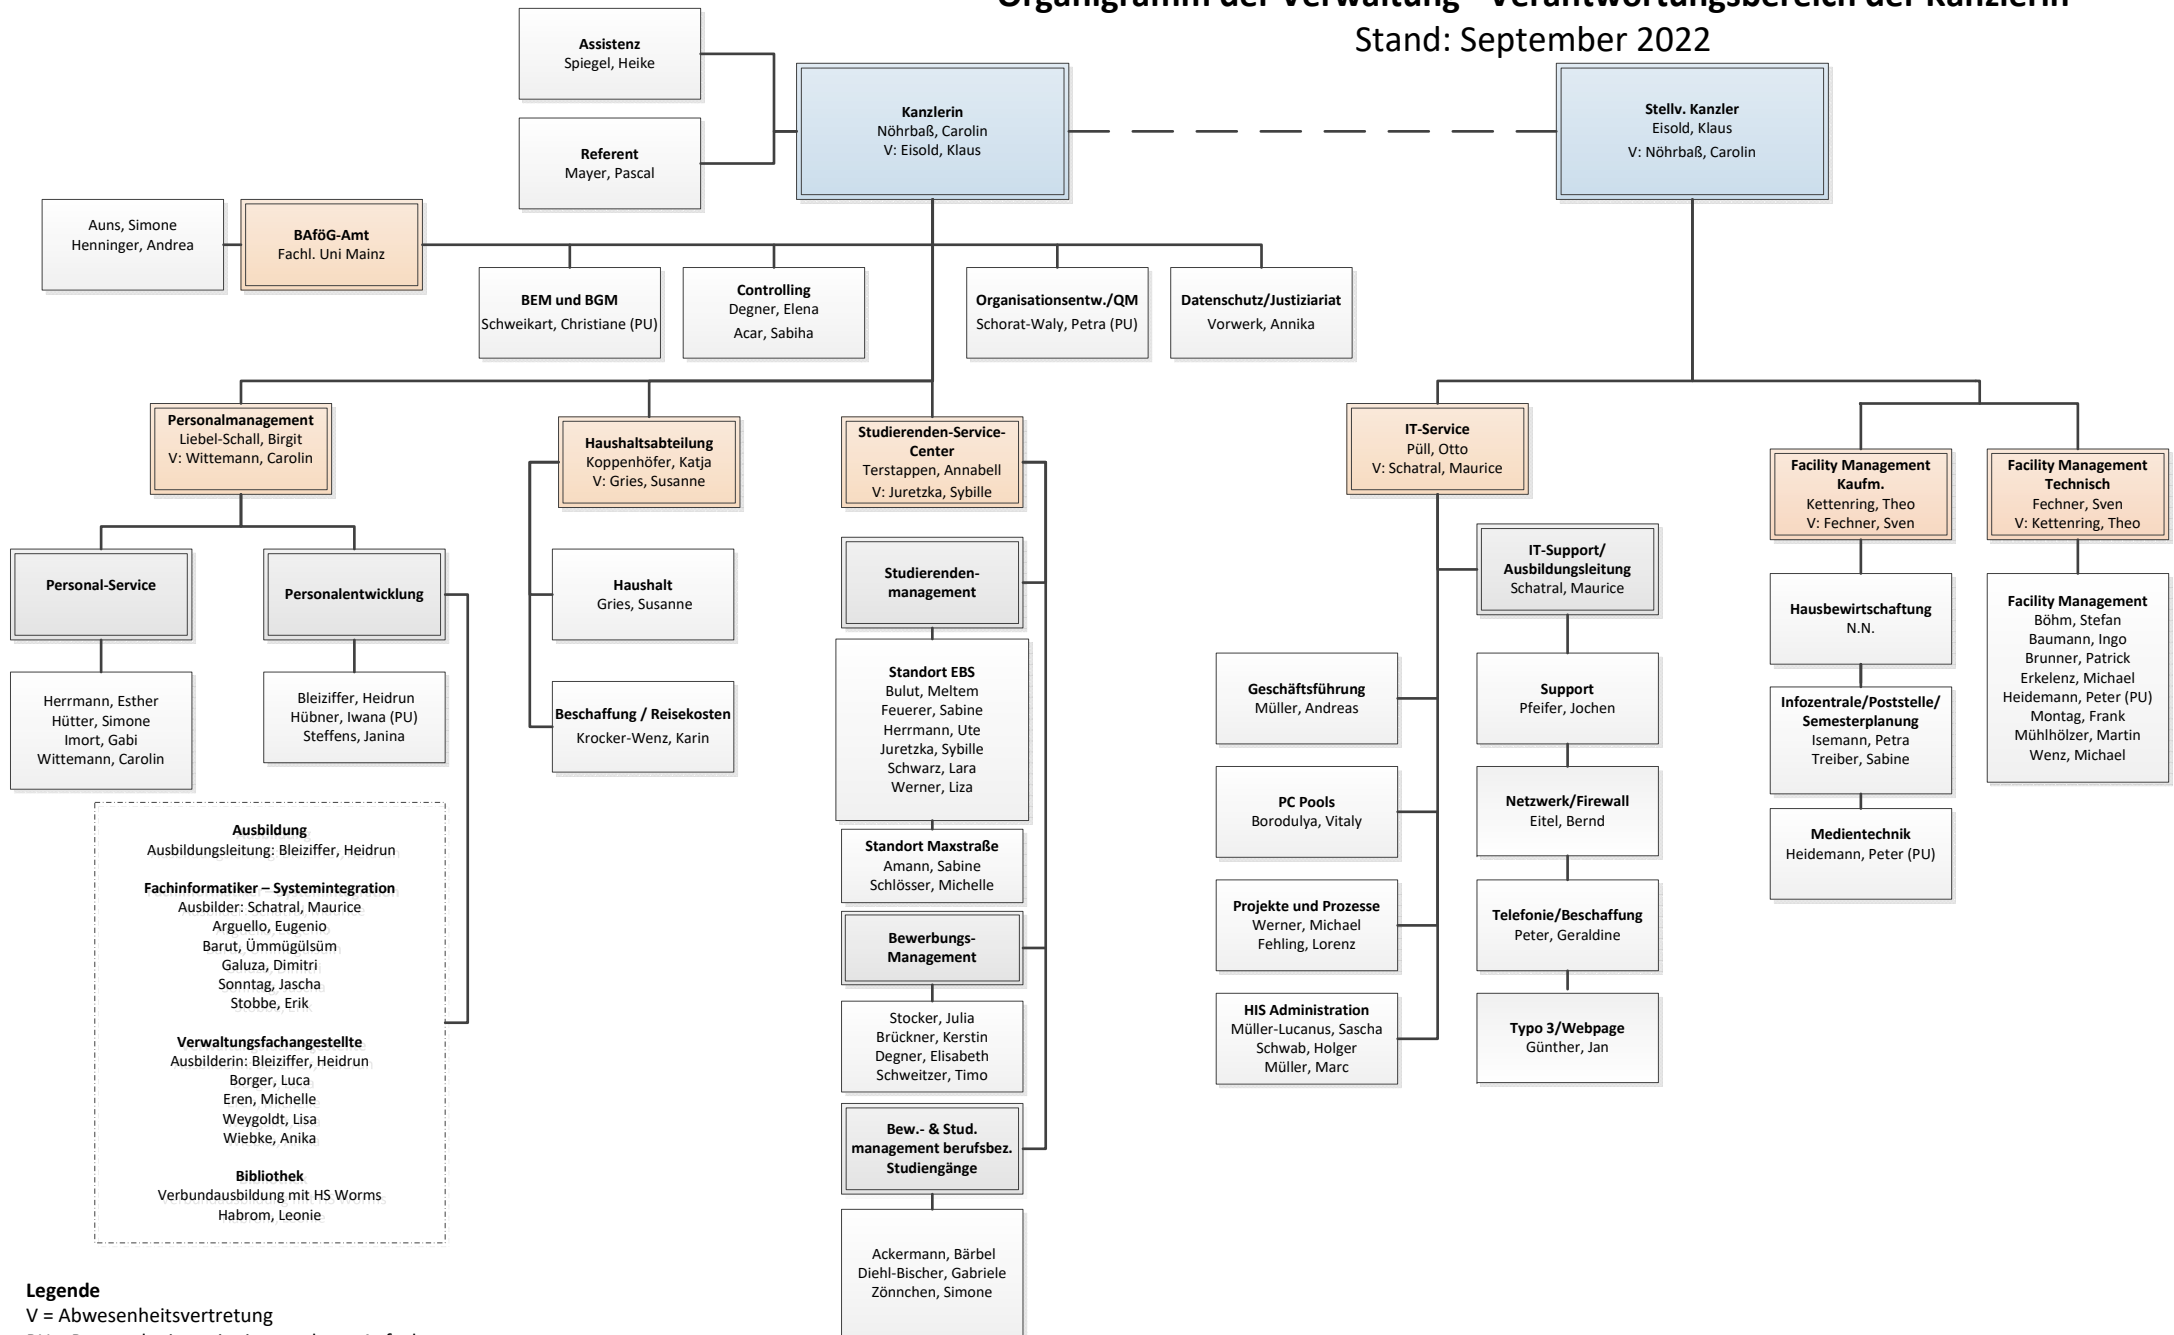 Organigramm der Verwaltung - Verantwortungsbereich der Kanzlerin
Stand: September 2022
Assistenz
Spiegel, Heike
Referent
Mayer, Pascal
Kanzlerin
Nöhrbaß, Carolin
V: Eisold, Klaus
Stellv. Kanzler
Eisold, Klaus
V: Nöhrbaß, Carolin
Auns, Simone
Henninger, Andrea
BAföG-Amt
Fachl. Uni Mainz
BEM und BGM
Schweikart, Christiane (PU)
Controlling
Degner, Elena
Acar, Sabiha
Organisationsentw./QM
Schorat-Waly, Petra (PU)
Datenschutz/Justiziariat
Vorwerk, Annika
Personalmanagement
Liebel-Schall, Birgit
V: Wittemann, Carolin
Personal-Service
Herrmann, Esther
Hütter, Simone
Imort, Gabi
Wittemann, Carolin
Personalentwicklung
Bleiziffer, Heidrun
Hübner, Iwana (PU)
Steffens, Janina
Ausbildung
Ausbildungsleitung: Bleiziffer, Heidrun
Fachinformatiker – Systemintegration
Ausbilder: Schatral, Maurice
Arguello, Eugenio
Barut, Ümmügülsüm
Galuza, Dimitri
Sonntag, Jascha
Stobbe, Erik
Verwaltungsfachangestellte
Ausbilderin: Bleiziffer, Heidrun
Borger, Luca
Eren, Michelle
Weygoldt, Lisa
Wiebke, Anika
Bibliothek
Verbundausbildung mit HS Worms
Habrom, Leonie
Haushaltsabteilung
Koppenhöfer, Katja
V: Gries, Susanne
Haushalt
Gries, Susanne
Beschaffung / Reisekosten
Krocker-Wenz, Karin
Studierenden-Service-
Center
Terstappen, Annabell
V: Juretzka, Sybille
Studierenden-
management
Standort EBS
Bulut, Meltem
Feuerer, Sabine
Herrmann, Ute
Juretzka, Sybille
Schwarz, Lara
Werner, Liza
Standort Maxstraße
Amann, Sabine
Schlösser, Michelle
Bewerbungs-
Management
Stocker, Julia
Brückner, Kerstin
Degner, Elisabeth
Schweitzer, Timo
Bew.- & Stud.
management berufsbez.
Studiengänge
Ackermann, Bärbel
Diehl-Bischer, Gabriele
Zönnchen, Simone
IT-Service
Püll, Otto
V: Schatral, Maurice
IT-Support/
Ausbildungsleitung
Schatral, Maurice
Geschäftsführung
Müller, Andreas
PC Pools
Borodulya, Vitaly
Projekte und Prozesse
Werner, Michael
Fehling, Lorenz
HIS Administration
Müller-Lucanus, Sascha
Schwab, Holger
Müller, Marc
Support
Pfeifer, Jochen
Netzwerk/Firewall
Eitel, Bernd
Telefonie/Beschaffung
Peter, Geraldine
Typo 3/Webpage
Günther, Jan
Facility Management
Kaufm.
Kettenring, Theo
V: Fechner, Sven
Hausbewirtschaftung
N.N.
Infozentrale/Poststelle/
Semesterplanung
Isemann, Petra
Treiber, Sabine
Medientechnik
Heidemann, Peter (PU)
Facility Management
Technisch
Fechner, Sven
V: Kettenring, Theo
Facility Management
Böhm, Stefan
Baumann, Ingo
Brunner, Patrick
Erkelenz, Michael
Heidemann, Peter (PU)
Montag, Frank
Mühlhölzer, Martin
Wenz, Michael
Legende
V = Abwesenheitsvertretung